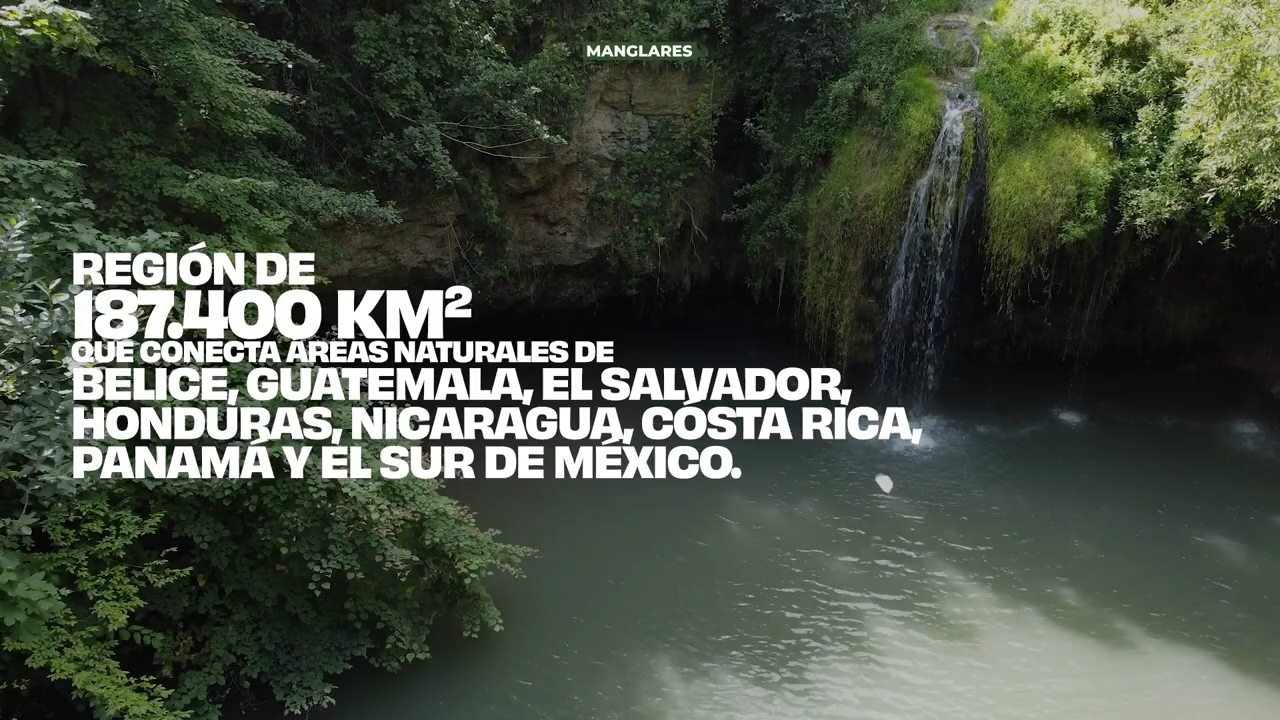 MANGLARES
REGIÓN DE
187.400 KM²
QUE CONECTA ÁREAS NATURALES DE
BELICE, GUATEMALA, EL SALVADOR,
HONDURAS, NICARAGUA, COSTA RICA,
PANAMÁ Y EL SUR DE MÉXICO.